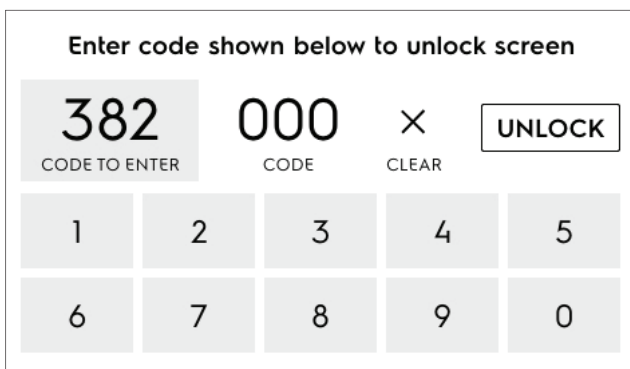 Enter code shown below to unlock screen
382 000 × UNLOCK
CODE TO ENTER CODE CLEAR
1 2 3 4 5
6 7 8 9 0